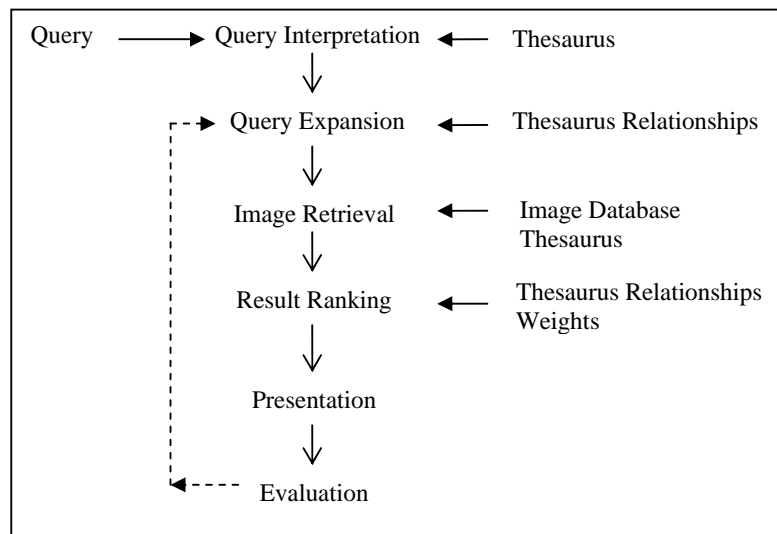 Query
Query Interpretation
Thesaurus
Query Expansion
Thesaurus Relationships
Image Retrieval
Image Database
Thesaurus
Result Ranking
Thesaurus Relationships
Weights
Presentation
Evaluation